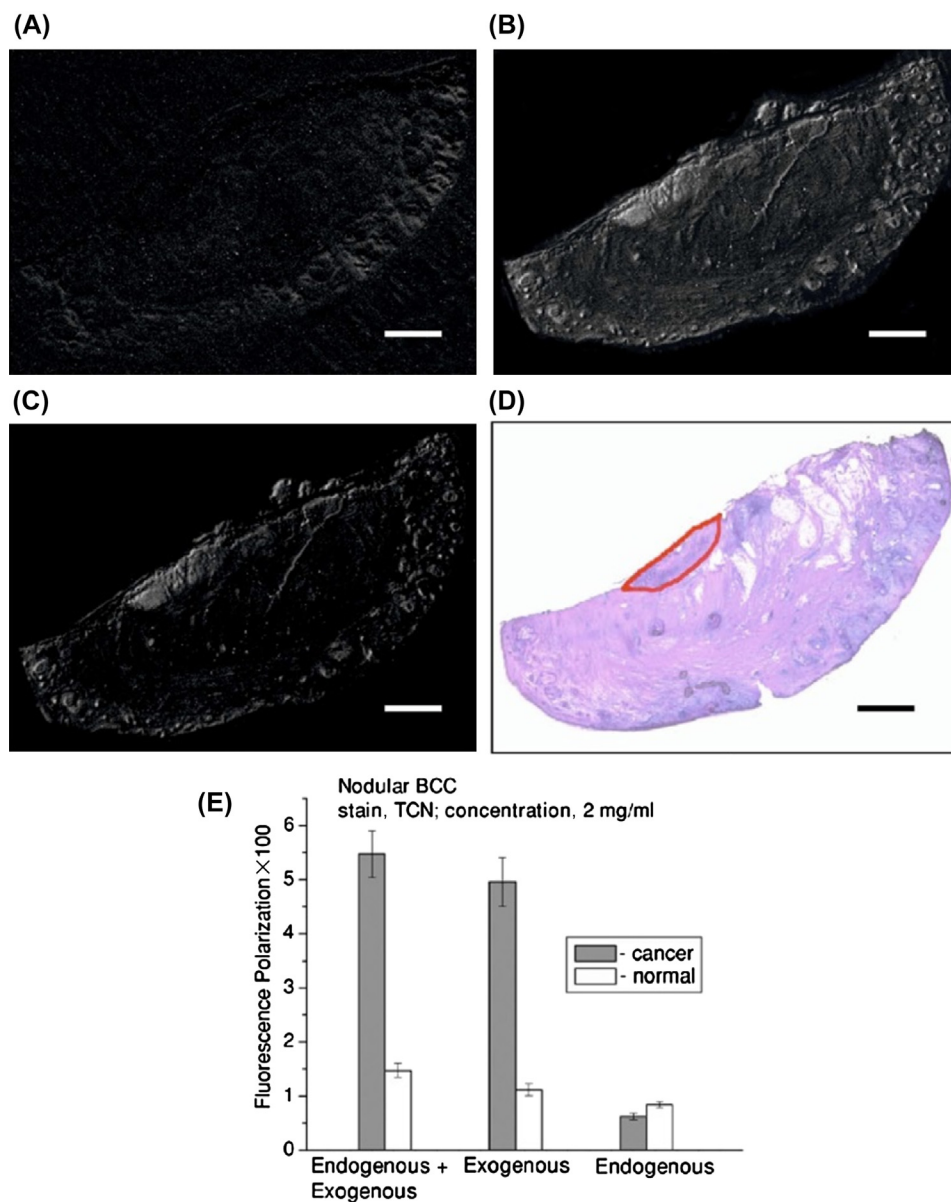 (A)
(B)
(C)
(D)
(E)
Nodular BCC
stain, TCN; concentration, 2 mg/ml
Fluorescence Polarization×100
6
5
4
3
2
1
0
- cancer
- normal
Endogenous +
Exogenous
Exogenous
Endogenous